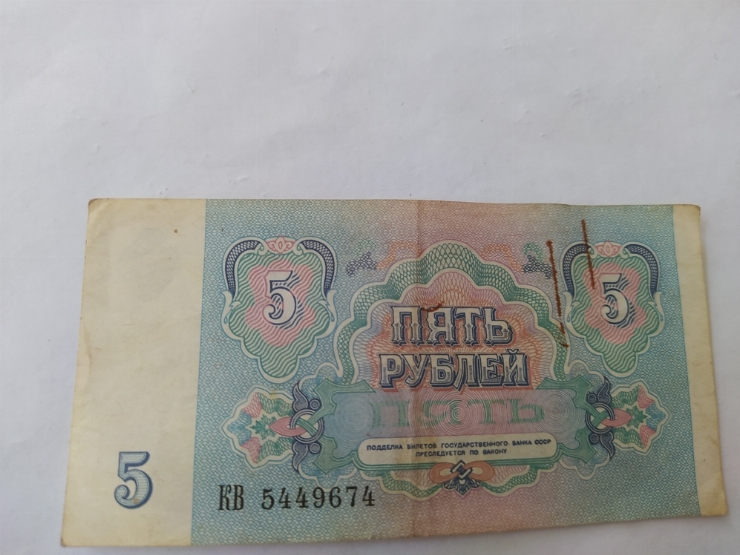 5 5
ПЯТЬ
РУБЛЕЙ
ПЯТЬ
ПОДДЕЛКА БИЛЕТОВ ГОСУДАРСТВЕННОГО БАНКА СССР
ПРЕСЛЕДУЕТСЯ ПО ЗАКОНУ
5 КВ 5449674